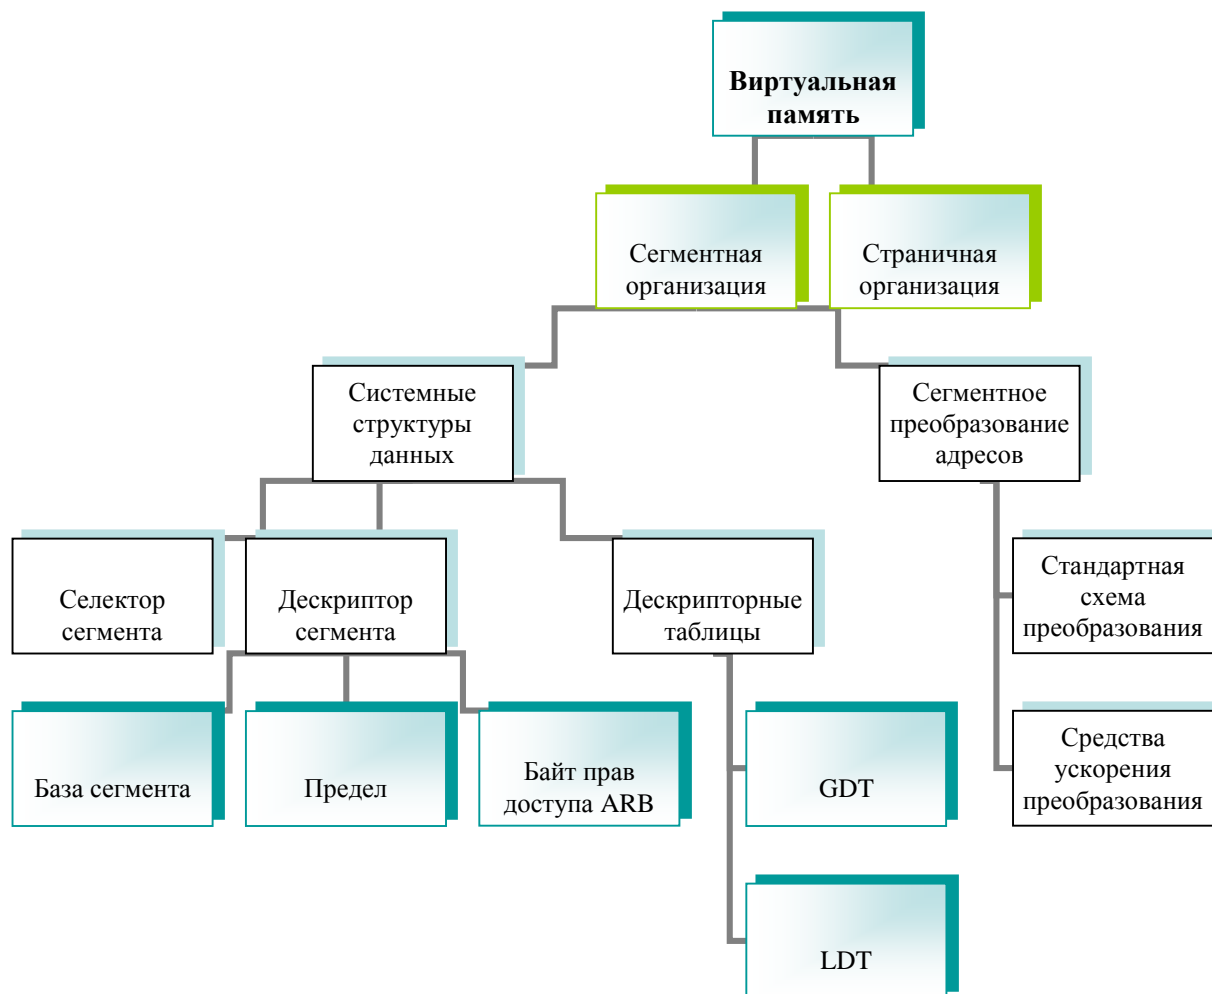 Виртуальная
память
Сегментная
организация
Страничная
организация
Системные
структуры
данных
Сегментное
преобразование
адресов
Селектор
сегмента
Дескриптор
сегмента
Дескрипторные
таблицы
Стандартная
схема
преобразования
База сегмента
Предел
Байт прав
доступа ARB
GDT
Средства
ускорения
преобразования
LDT